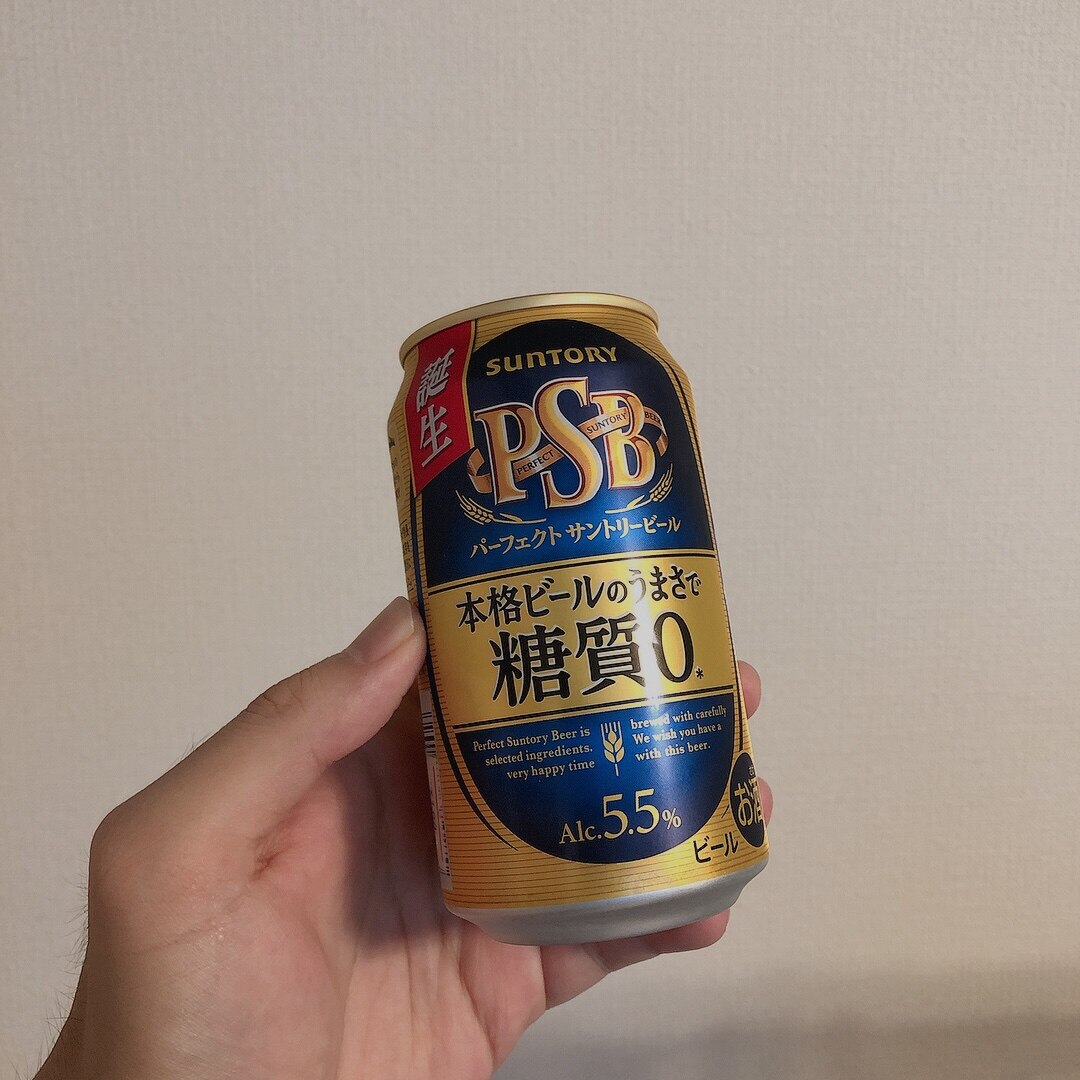 誕生
SUNTORY
PSB
PERFECT SUNTORY BEER
パーフェクト サントリービール
本格ビールのうまさで
糖質0*
Perfect Suntory Beer is
selected ingredients.
very happy time
brewed with carefully
We wish you have a
with this beer.
Alc.5.5%
お酒
ビール